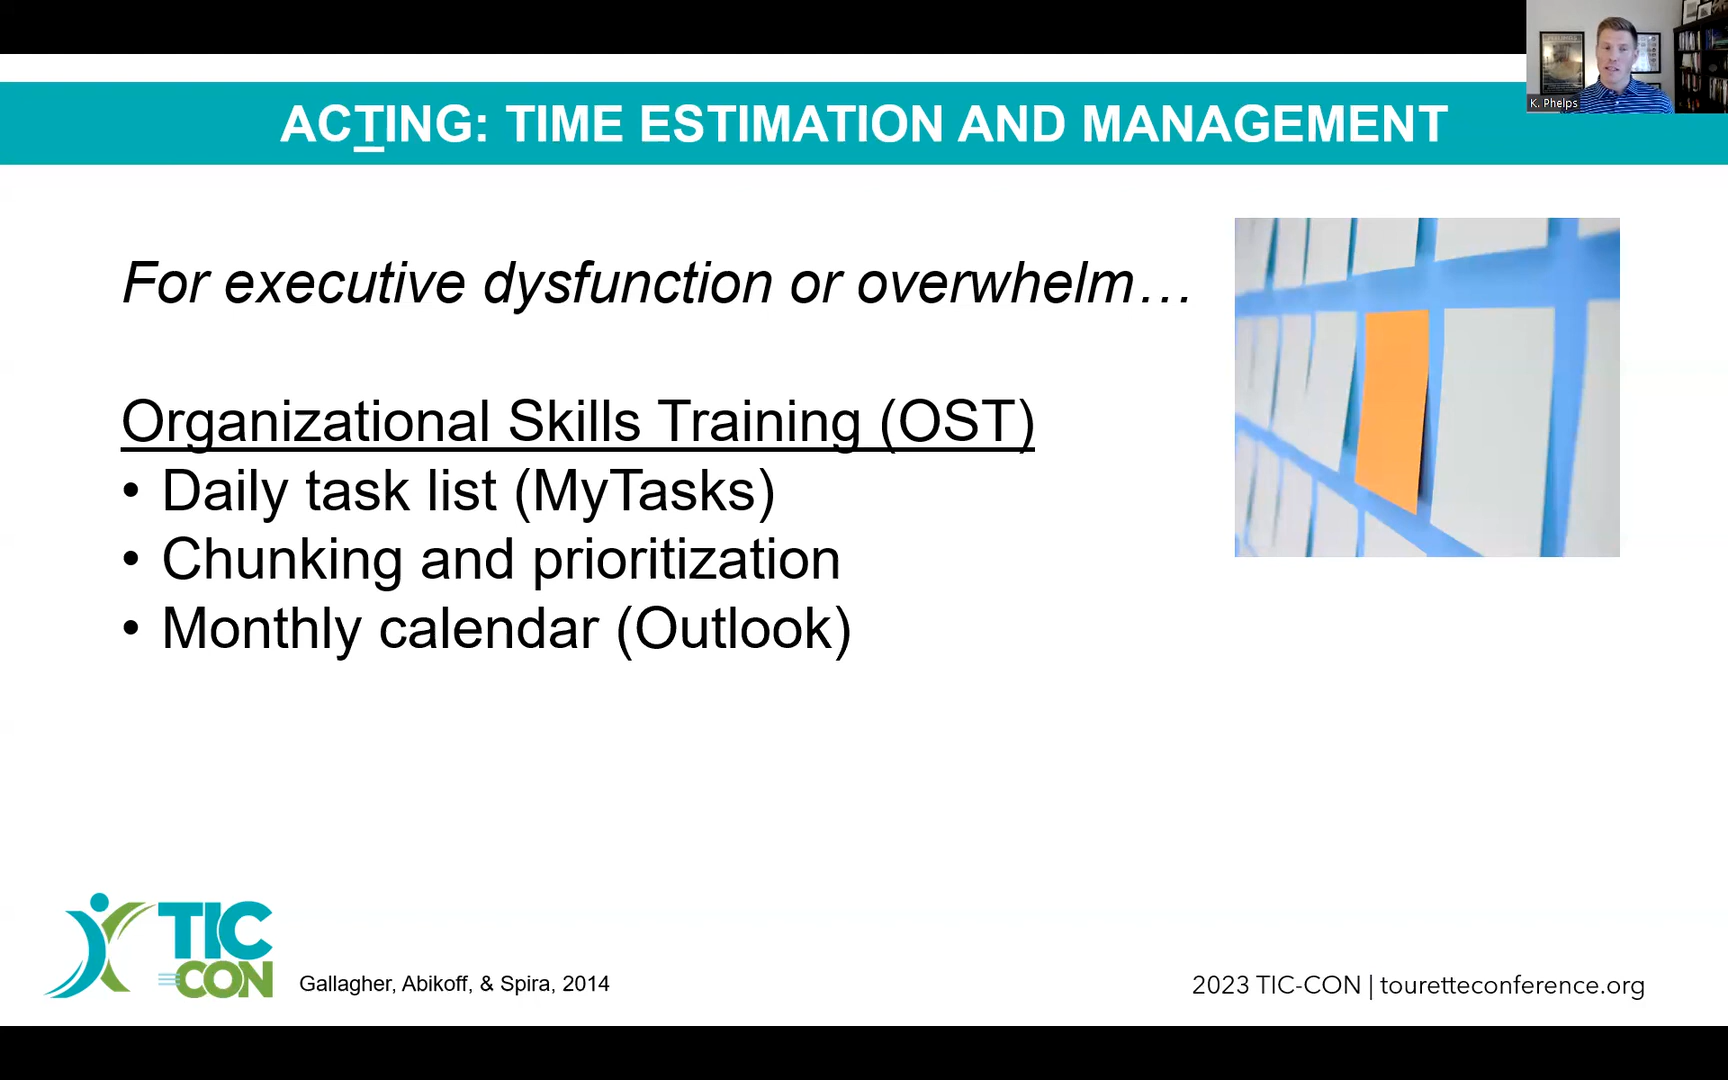 K. Phelps
ACTING: TIME ESTIMATION AND MANAGEMENT
For executive dysfunction or overwhelm…
Organizational Skills Training (OST)
• Daily task list (MyTasks)
• Chunking and prioritization
• Monthly calendar (Outlook)
TIC
CON
Gallagher, Abikoff, & Spira, 2014
2023 TIC-CON | touretteconference.org